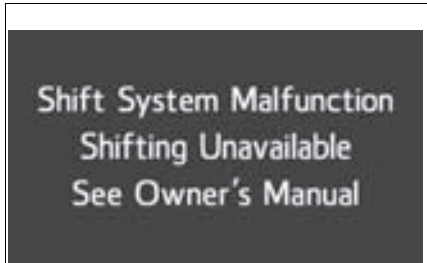 Shift System Malfunction
Shifting Unavailable
See Owner's Manual